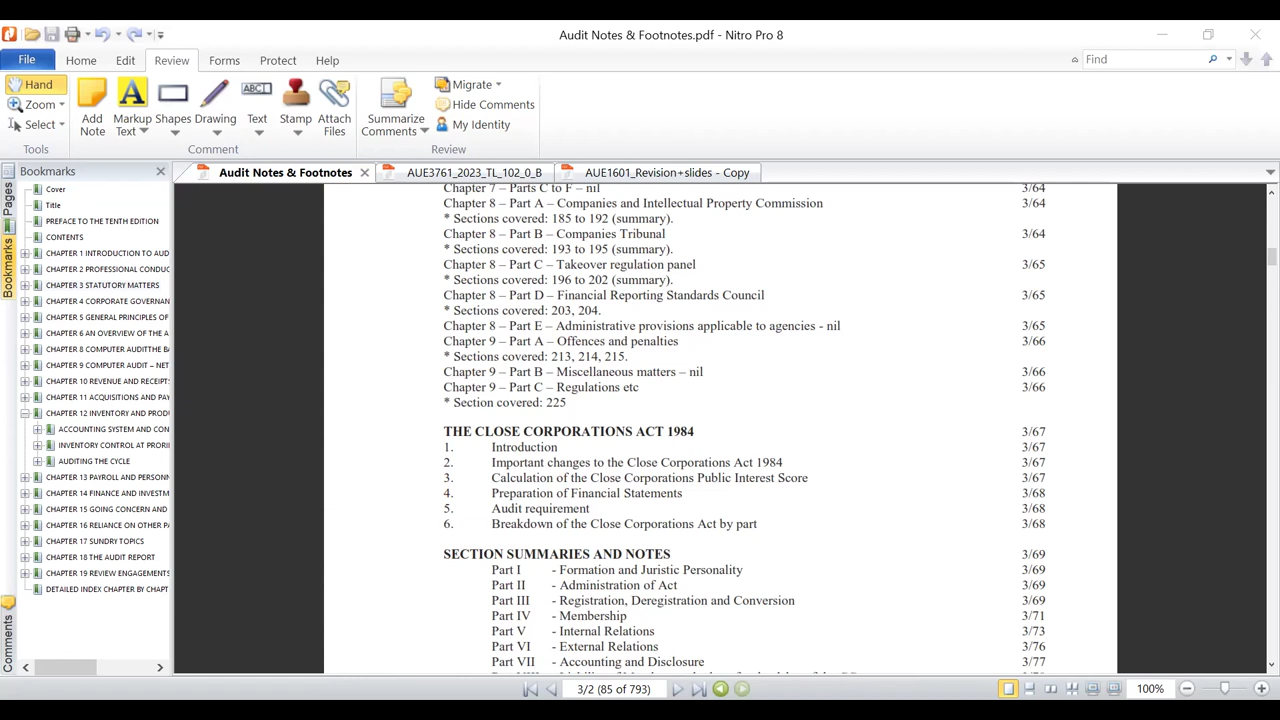 Audit Notes & Footnotes.pdf - Nitro Pro 8
File Home Edit Review Forms Protect Help
Find
Hand
Zoom
Select
Tools
Add Note
Markup Text
Shapes
Drawing
ABC
Text
Stamp
Attach Files
Comment
Summarize Comments
Migrate
Hide Comments
My Identity
Review
Bookmarks
Audit Notes & Footnotes
AUE3761_2023_TL_102_0_B
AUE1601_Revision+slides - Copy
Pages
Bookmarks
Comments
Cover
Title
PREFACE TO THE TENTH EDITION
CONTENTS
CHAPTER 1 INTRODUCTION TO AUD
CHAPTER 2 PROFESSIONAL CONDUC
CHAPTER 3 STATUTORY MATTERS
CHAPTER 4 CORPORATE GOVERNAN
CHAPTER 5 GENERAL PRINCIPLES OF
CHAPTER 6 AN OVERVIEW OF THE A
CHAPTER 8 COMPUTER AUDITTHE BA
CHAPTER 9 COMPUTER AUDIT – NET
CHAPTER 10 REVENUE AND RECEIPTS
CHAPTER 11 ACQUISITIONS AND PAY
CHAPTER 12 INVENTORY AND PRODU
ACCOUNTING SYSTEM AND CON
INVENTORY CONTROL AT PRORII
AUDITING THE CYCLE
CHAPTER 13 PAYROLL AND PERSONN
CHAPTER 14 FINANCE AND INVESTM
CHAPTER 15 GOING CONCERN AND
CHAPTER 16 RELIANCE ON OTHER PA
CHAPTER 17 SUNDRY TOPICS
CHAPTER 18 THE AUDIT REPORT
CHAPTER 19 REVIEW ENGAGEMENTS
DETAILED INDEX CHAPTER BY CHAPT
Chapter 7 – Parts C to F – nil 3/64
Chapter 8 – Part A – Companies and Intellectual Property Commission 3/64
* Sections covered: 185 to 192 (summary).
Chapter 8 – Part B – Companies Tribunal 3/64
* Sections covered: 193 to 195 (summary).
Chapter 8 – Part C – Takeover regulation panel 3/65
* Sections covered: 196 to 202 (summary).
Chapter 8 – Part D – Financial Reporting Standards Council 3/65
* Sections covered: 203, 204.
Chapter 8 – Part E – Administrative provisions applicable to agencies - nil 3/65
Chapter 9 – Part A – Offences and penalties 3/66
* Sections covered: 213, 214, 215.
Chapter 9 – Part B – Miscellaneous matters – nil 3/66
Chapter 9 – Part C – Regulations etc 3/66
* Section covered: 225
THE CLOSE CORPORATIONS ACT 1984 3/67
1. Introduction 3/67
2. Important changes to the Close Corporations Act 1984 3/67
3. Calculation of the Close Corporations Public Interest Score 3/67
4. Preparation of Financial Statements 3/68
5. Audit requirement 3/68
6. Breakdown of the Close Corporations Act by part 3/68
SECTION SUMMARIES AND NOTES 3/69
Part I - Formation and Juristic Personality 3/69
Part II - Administration of Act 3/69
Part III - Registration, Deregistration and Conversion 3/69
Part IV - Membership 3/71
Part V - Internal Relations 3/73
Part VI - External Relations 3/76
Part VII - Accounting and Disclosure 3/77
3/2 (85 of 793)
100%